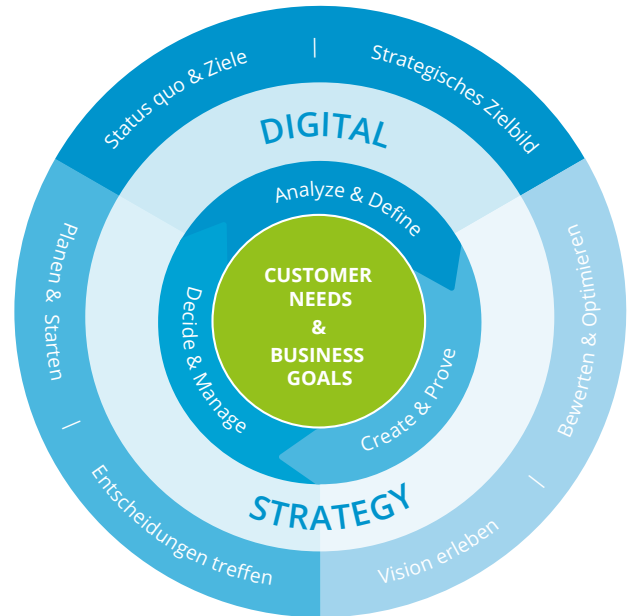 Status quo & Ziele
|
Strategisches Zielbild
DIGITAL
Analyze & Define
CUSTOMER
NEEDS
&
BUSINESS
GOALS
Decide & Manage
Create & Prove
STRATEGY
Planen & Starten
|
Entscheidungen treffen
Bewerten & Optimieren
|
Vision erleben